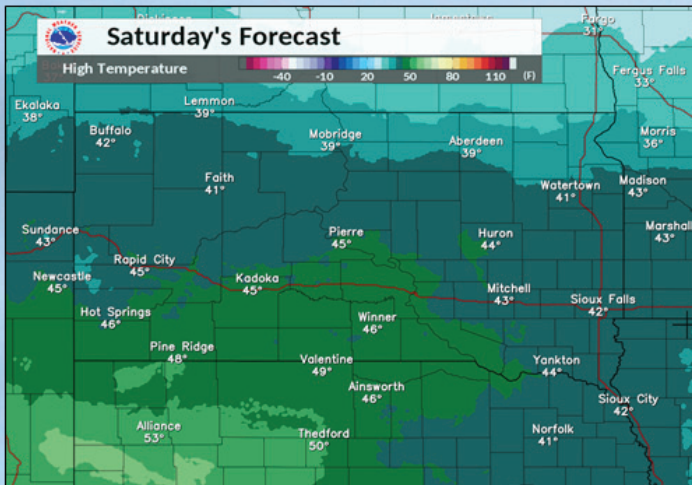 Saturday's Forecast
High Temperature
-40 -10 20 50 80 110 (F)
Fargo
31°
Fergus Falls
33°
Ekalaka
38°
Lemmon
39°
Buffalo
42°
Mobridge
39°
Aberdeen
39°
Morris
36°
Faith
41°
Watertown
41°
Madison
43°
Sundance
43°
Pierre
45°
Huron
44°
Marshall
43°
Rapid City
45°
Newcastle
45°
Kadoka
45°
Mitchell
43°
Sioux Falls
42°
Hot Springs
46°
Winner
46°
Pine Ridge
48°
Valentine
49°
Yankton
44°
Ainsworth
46°
Sioux City
42°
Alliance
53°
Thedford
50°
Norfolk
41°